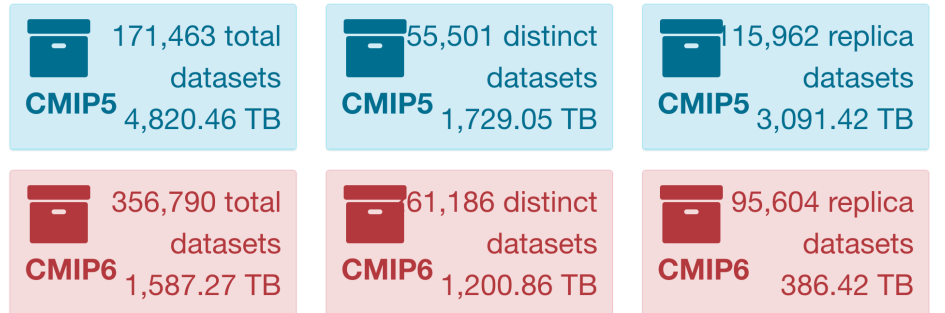 171,463 total
datasets
CMIP5
4,820.46 TB
55,501 distinct
datasets
CMIP5
1,729.05 TB
115,962 replica
datasets
CMIP5
3,091.42 TB
356,790 total
datasets
CMIP6
1,587.27 TB
61,186 distinct
datasets
CMIP6
1,200.86 TB
95,604 replica
datasets
CMIP6
386.42 TB